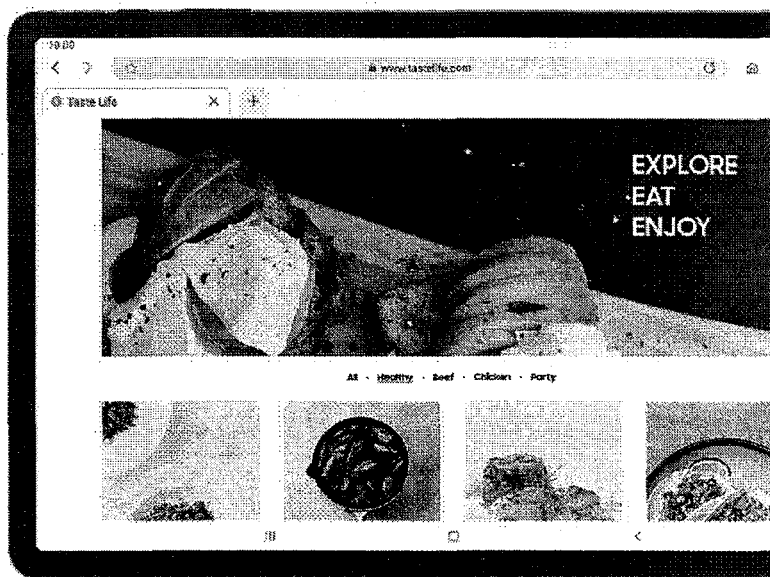 10:00
www.tastelife.com
Taste Life
EXPLORE
EAT
ENJOY
All · Healthy · Beef · Chicken · Party